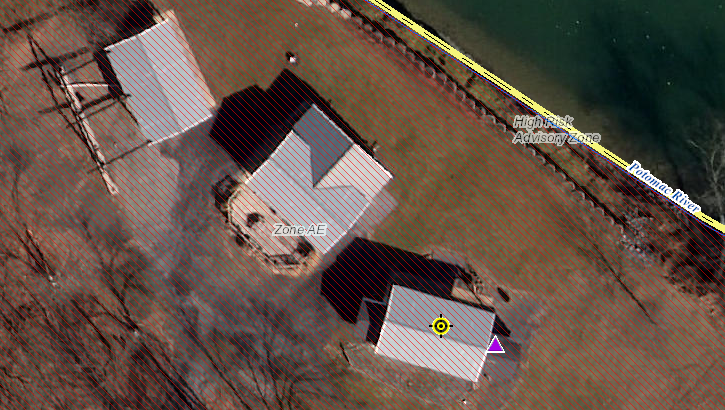 High Risk
Advisory Zone
Potomac River
Zone AE